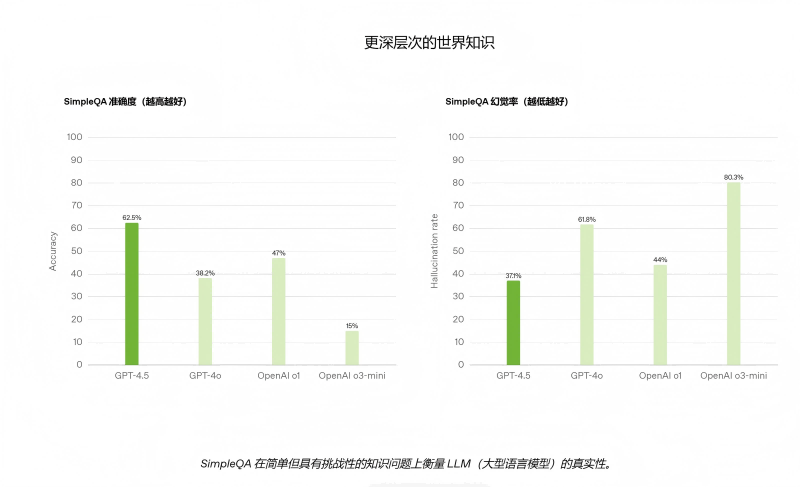 更深层次的世界知识
SimpleQA 准确度（越高越好）
100
90
80
70
60
50
40
30
20
10
0
Accuracy
62.5%
38.2%
47%
15%
GPT-4.5
GPT-4o
OpenAI o1
OpenAI o3-mini
SimpleQA 幻觉率（越低越好）
100
90
80
70
60
50
40
30
20
10
0
Hallucination rate
37.1%
61.8%
44%
80.3%
GPT-4.5
GPT-4o
OpenAI o1
OpenAI o3-mini
SimpleQA 在简单但具有挑战性的知识问题上衡量 LLM（大型语言模型）的真实性。